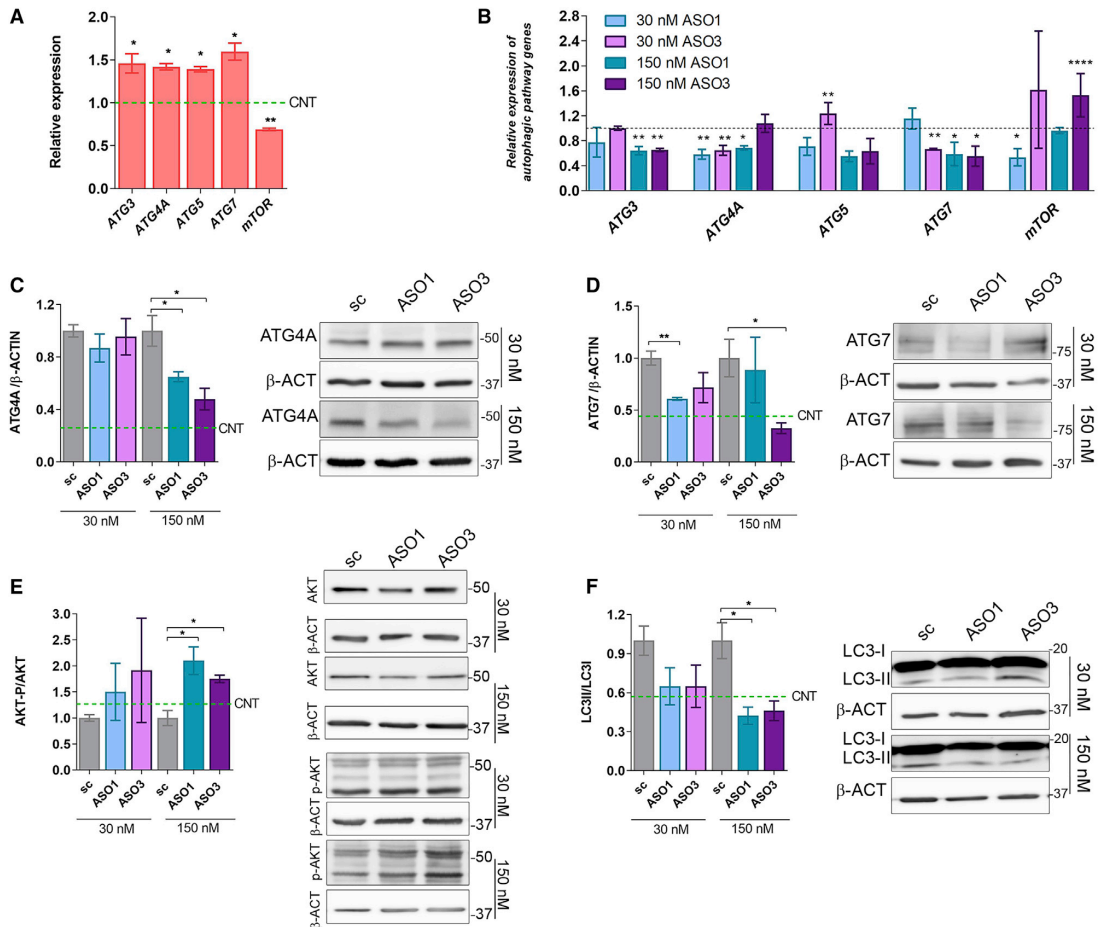 A
Relative expression
2.0
1.5
1.0
0.5
0.0
*
*
*
*
**
CNT
ATG3
ATG4A
ATG5
ATG7
mTOR
B
Relative expression of
autophagic pathway genes
2.8
2.4
2.0
1.6
1.2
0.8
0.4
0.0
30 nM ASO1
30 nM ASO3
150 nM ASO1
150 nM ASO3
** **
** ** *
**
** * *
* ****
ATG3
ATG4A
ATG5
ATG7
mTOR
C
ATG4A/β-ACTIN
1.2
0.8
0.4
0.0
*
*
CNT
sc
ASO1
ASO3
sc
ASO1
ASO3
30 nM
150 nM
sc
ASO1
ASO3
ATG4A
-50
β-ACT
-37
30 nM
ATG4A
-50
β-ACT
-37
150 nM
D
ATG7/β-ACTIN
1.5
1.0
0.5
0.0
**
*
CNT
sc
ASO1
ASO3
sc
ASO1
ASO3
30 nM
150 nM
sc
ASO1
ASO3
ATG7
-75
β-ACT
-37
30 nM
ATG7
-75
β-ACT
-37
150 nM
E
AKT-P/AKT
3.0
2.5
2.0
1.5
1.0
0.5
0.0
*
*
CNT
sc
ASO1
ASO3
sc
ASO1
ASO3
30 nM
150 nM
sc
ASO1
ASO3
AKT
-50
β-ACT
-37
30 nM
AKT
-50
β-ACT
-37
150 nM
p-AKT
-50
β-ACT
-37
30 nM
p-AKT
-50
β-ACT
-37
150 nM
F
LC3II/LC3I
1.2
0.9
0.6
0.3
0.0
*
*
CNT
sc
ASO1
ASO3
sc
ASO1
ASO3
30 nM
150 nM
sc
ASO1
ASO3
LC3-I
-20
LC3-II
β-ACT
-37
30 nM
LC3-I
-20
LC3-II
β-ACT
-37
150 nM